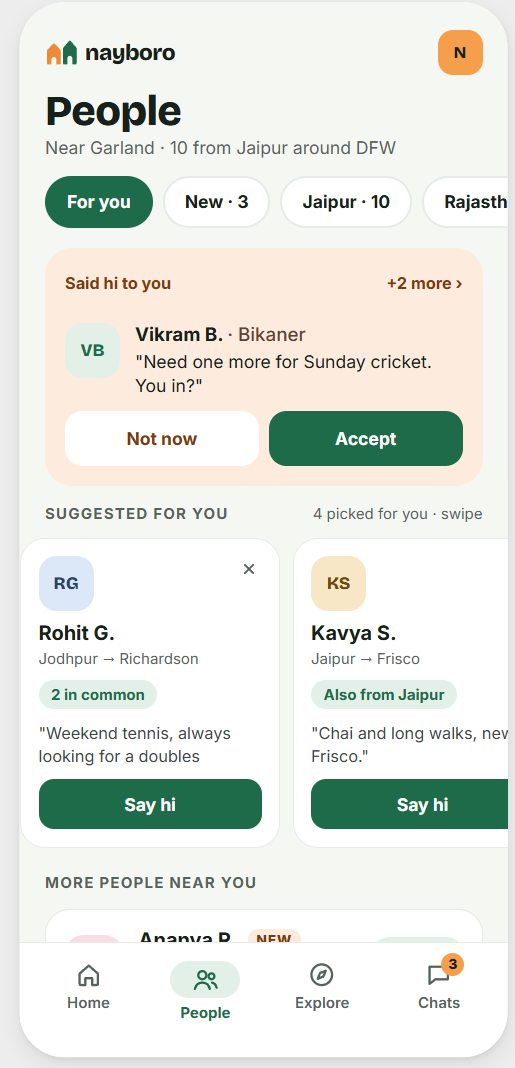 nayboro
N
People
Near Garland · 10 from Jaipur around DFW
For you
New · 3
Jaipur · 10
Rajasth
Said hi to you
+2 more ›
VB
Vikram B. · Bikaner
"Need one more for Sunday cricket.
You in?"
Not now
Accept
SUGGESTED FOR YOU
4 picked for you · swipe
RG
Rohit G.
Jodhpur → Richardson
2 in common
"Weekend tennis, always
looking for a doubles
Say hi
KS
Kavya S.
Jaipur → Frisco
Also from Jaipur
"Chai and long walks, new
Frisco."
Say hi
MORE PEOPLE NEAR YOU
Ananya R.
NEW
Home
People
Explore
3
Chats